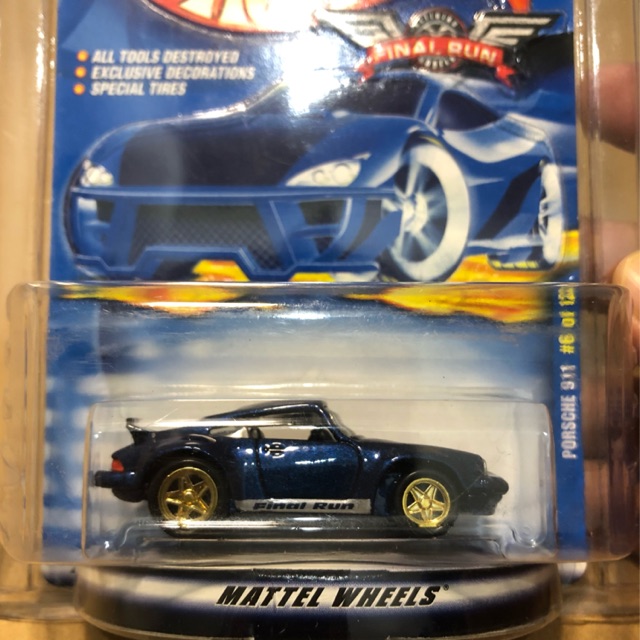 FINAL RUN
• ALL TOOLS DESTROYED
• EXCLUSIVE DECORATIONS
• SPECIAL TIRES
PORSCHE 911 #6 of 12
Final Run
MATTEL WHEELS